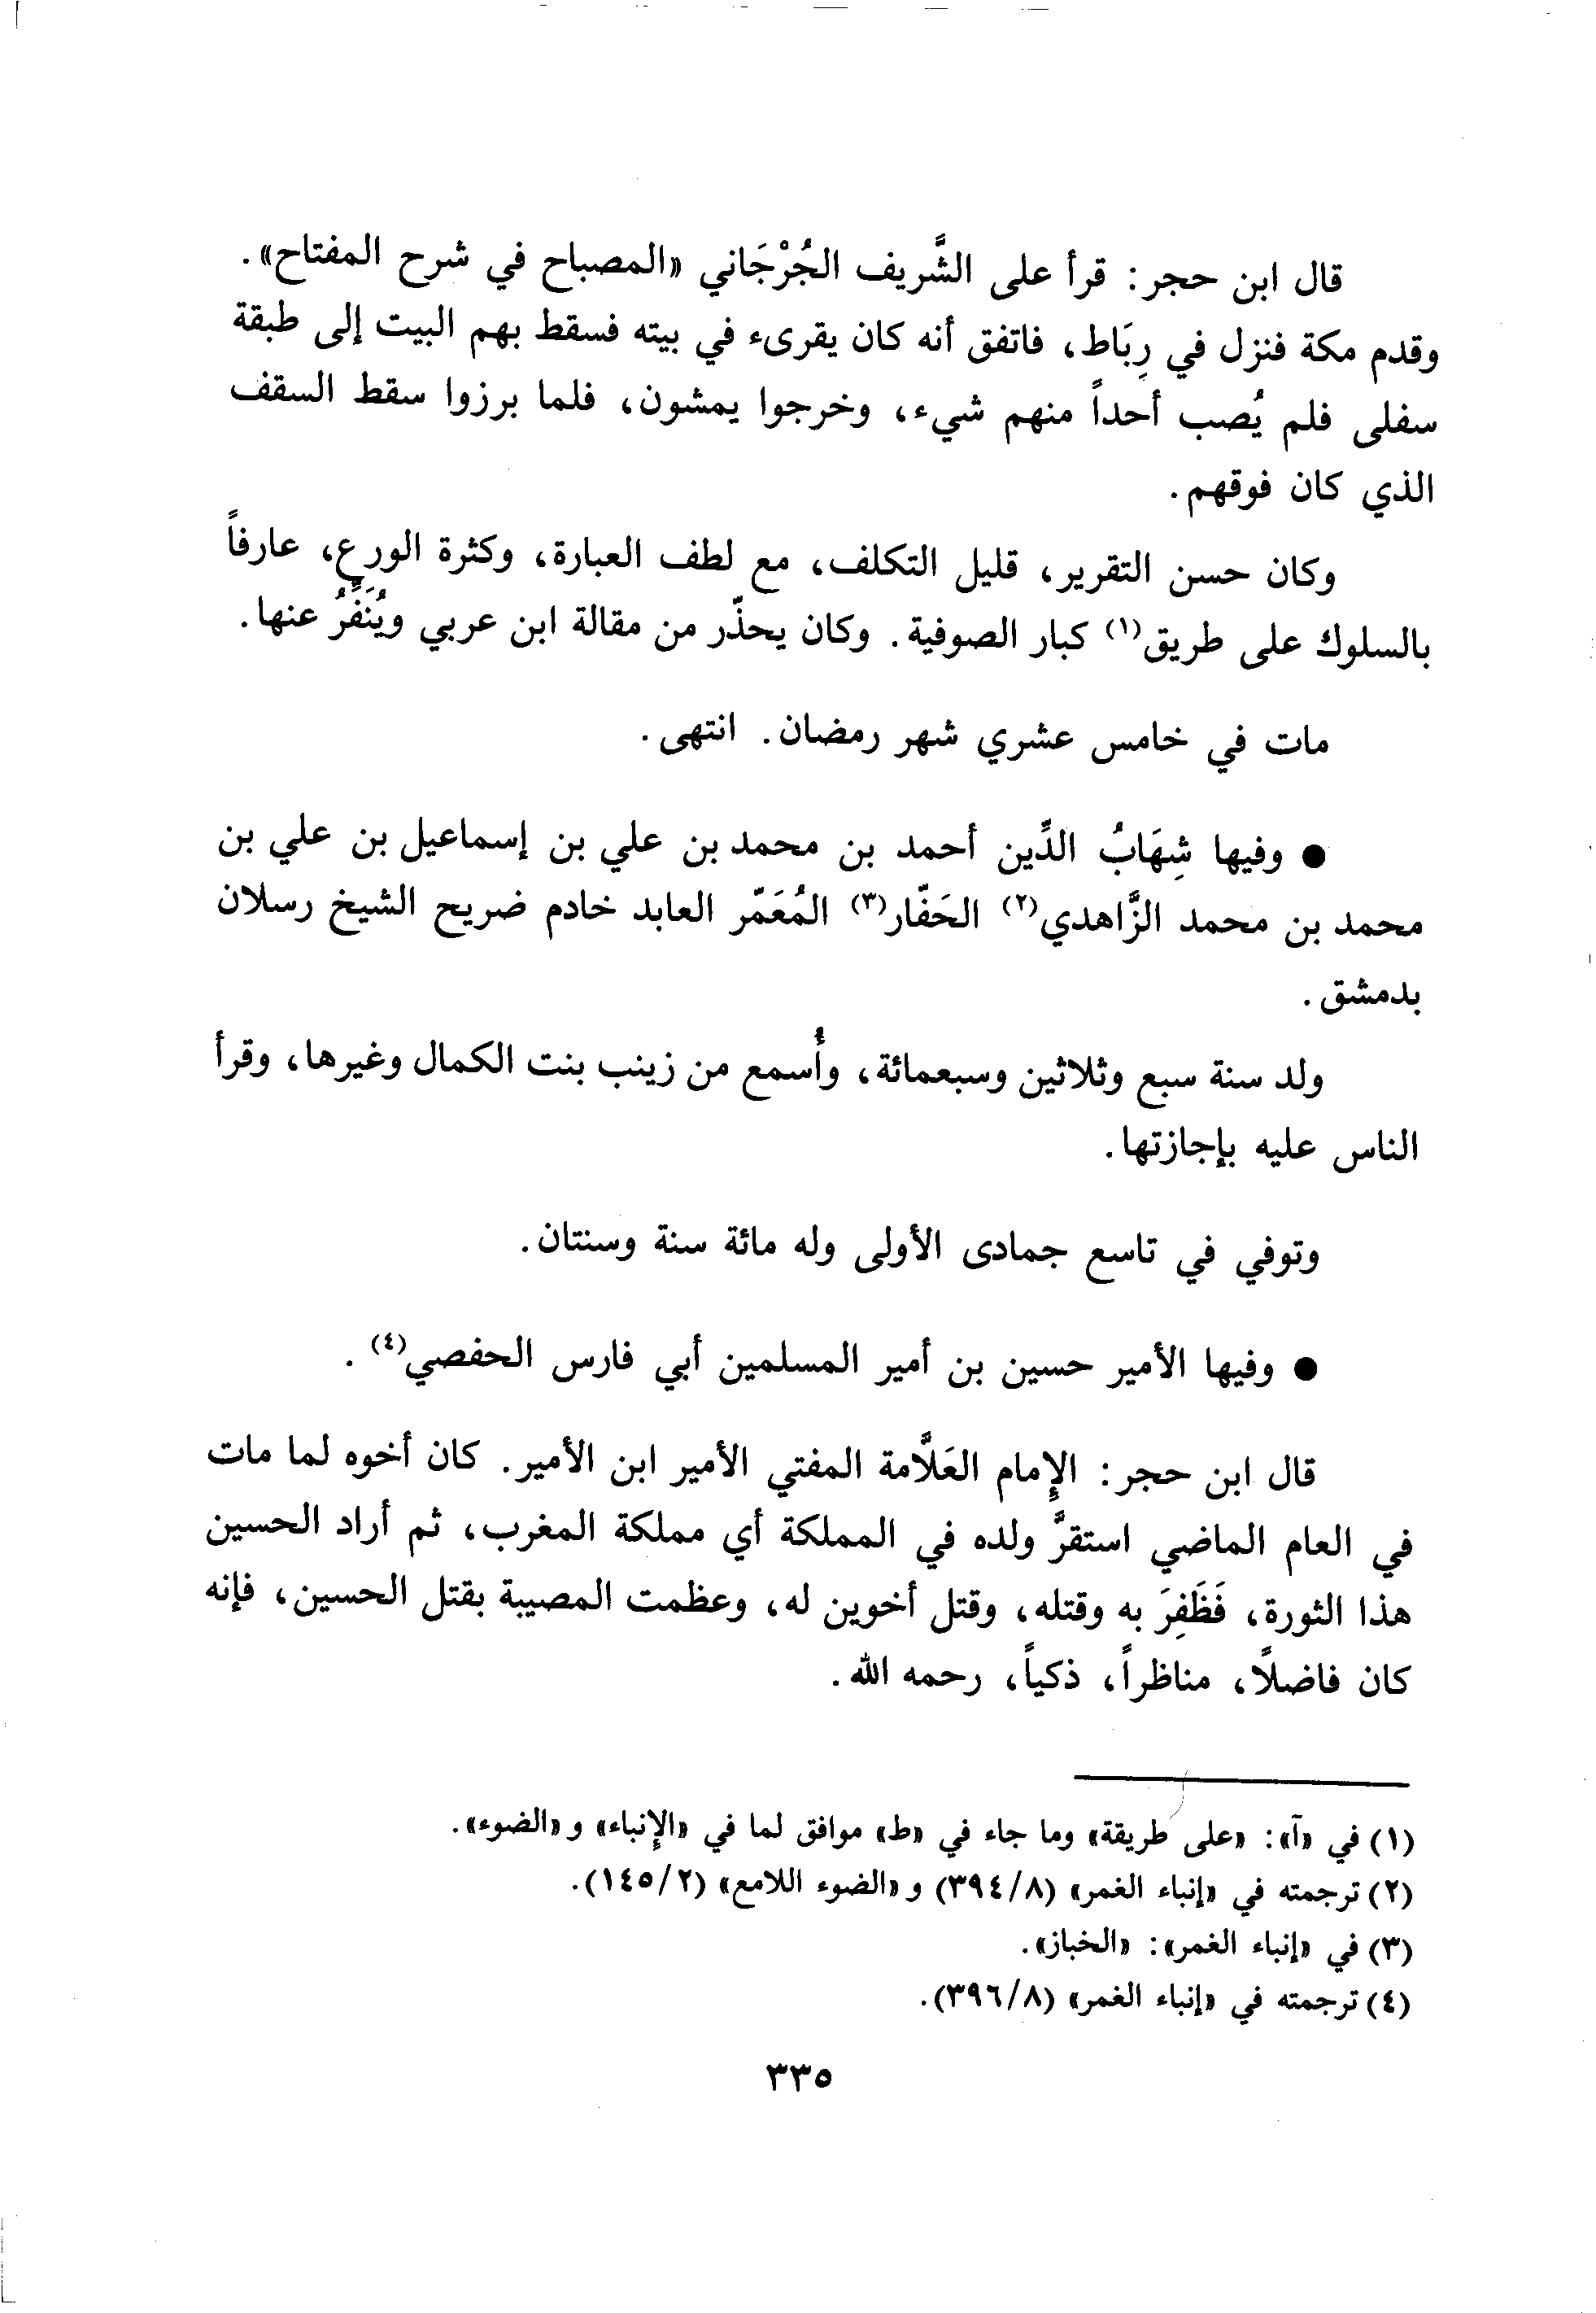 قال ابن حجر: قرأ على الشَّريف الجُرْجَاني «المصباح في شرح المفتاح».
وقدم مكة فنزل في رِبَاط، فاتفق أنه كان يقرىء في بيته فسقط بهم البيت إلى طبقة
سفلى فلم يُصب أحداً منهم شيء، وخرجوا يمشون، فلما برزوا سقط السقف
الذي كان فوقهم.
وكان حسن التقرير، قليل التكلف، مع لطف العبارة، وكثرة الورع، عارفاً
بالسلوك على طريق(١) كبار الصوفية. وكان يحذّر من مقالة ابن عربي ويُنَفِّرُ عنها.
مات في خامس عشري شهر رمضان. انتهى.
● وفيها شِهَابُ الدِّين أحمد بن محمد بن علي بن إسماعيل بن علي بن
محمد بن محمد الزَّاهدي(٢) الحَفّار(٣) المُعَمّر العابد خادم ضريح الشيخ رسلان
بدمشق.
ولد سنة سبع وثلاثين وسبعمائة، وأُسمع من زينب بنت الكمال وغيرها، وقرأ
الناس عليه بإجازتها.
وتوفي في تاسع جمادى الأولى وله مائة سنة وسنتان.
● وفيها الأمير حسين بن أمير المسلمين أبي فارس الحفصي(٤).
قال ابن حجر: الإِمام العَلاَّمة المفتي الأمير ابن الأمير. كان أخوه لما مات
في العام الماضي استقرَّ ولده في المملكة أي مملكة المغرب، ثم أراد الحسين
هذا الثورة، فَظَفِرَ به وقتله، وقتل أخوين له، وعظمت المصيبة بقتل الحسين، فإنه
كان فاضلًا، مناظراً، ذكياً، رحمه الله.
(١) في «آ»: «على طريقة» وما جاء في «ط» موافق لما في «الإِنباء» و«الضوء».
(٢) ترجمته في «إنباء الغمر» (٣٩٤/٨) و«الضوء اللامع» (١٤٥/٢).
(٣) في «إنباء الغمر»: «الخباز».
(٤) ترجمته في «إنباء الغمر» (٣٩٦/٨).
٣٣٥